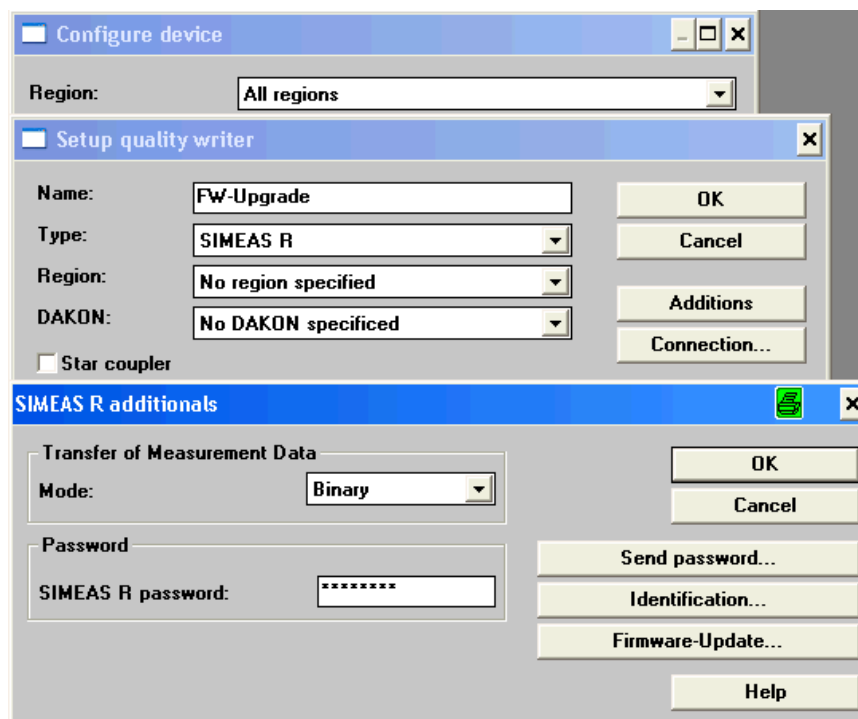 Configure device
Region: All regions
Setup quality writer
Name: FW-Upgrade OK
Type: SIMEAS R Cancel
Region: No region specified
DAKON: No DAKON specificed
Additions
Connection...
Star coupler
SIMEAS R additionals
Transfer of Measurement Data
Mode: Binary
OK
Cancel
Password
SIMEAS R password: ********
Send password...
Identification...
Firmware-Update...
Help